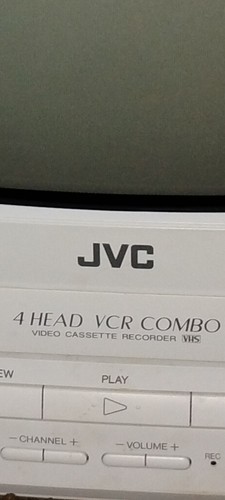 JVC
4 HEAD VCR COMBO
VIDEO CASSETTE RECORDER VHS
EW PLAY
− CHANNEL + − VOLUME + REC